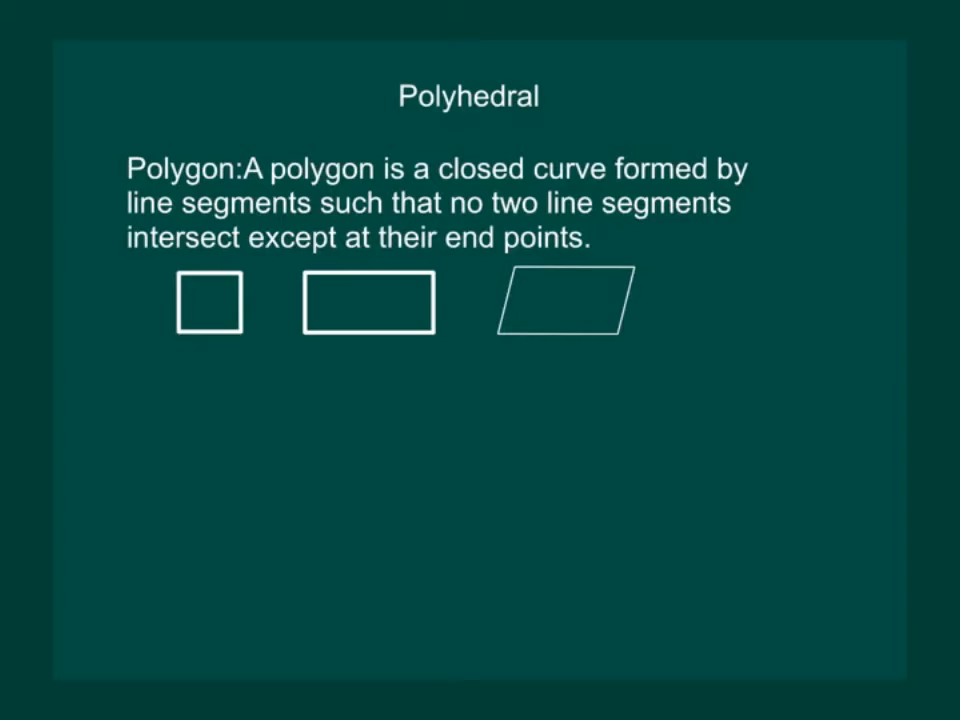 Polyhedral
Polygon:A polygon is a closed curve formed by
line segments such that no two line segments
intersect except at their end points.